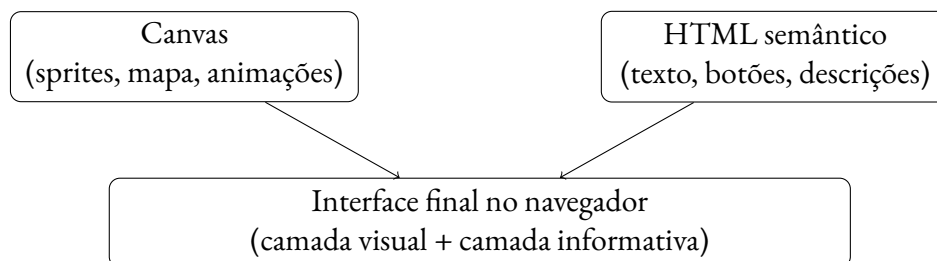 Canvas
(sprites, mapa, animações)
HTML semântico
(texto, botões, descrições)
Interface final no navegador
(camada visual + camada informativa)